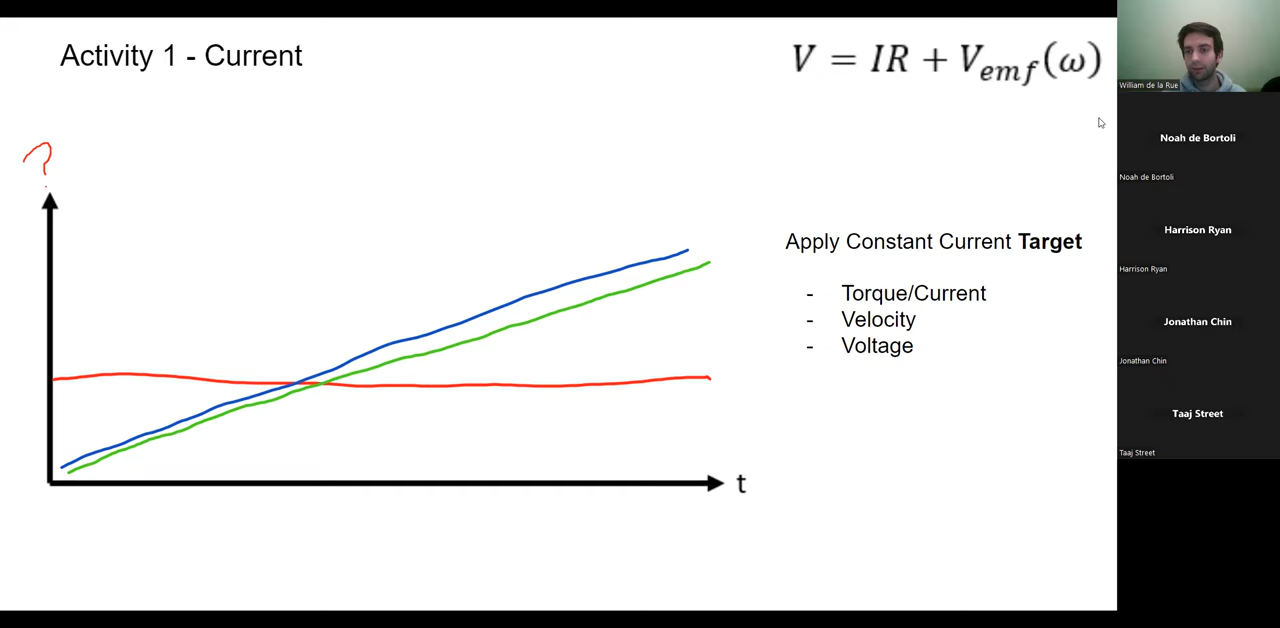 Activity 1 - Current
V = IR + V_emf(ω)
?
Apply Constant Current Target
- Torque/Current
- Velocity
- Voltage
t
William de la Rue
Noah de Bortoli
Noah de Bortoli
Harrison Ryan
Harrison Ryan
Jonathan Chin
Jonathan Chin
Taaj Street
Taaj Street